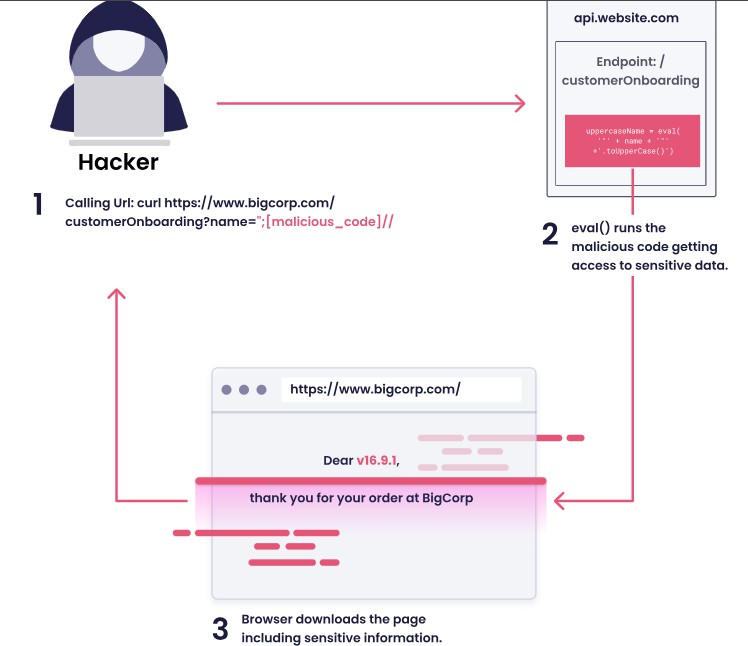 api.website.com
Endpoint: /
customerOnboarding
uppercaseName = eval(
'"' + name + '"'
+'.toUpperCase()')
Hacker
1
Calling Url: curl https://www.bigcorp.com/
customerOnboarding?name=";[malicious_code]//
2
eval() runs the
malicious code getting
access to sensitive data.
https://www.bigcorp.com/
Dear v16.9.1,
thank you for your order at BigCorp
3
Browser downloads the page
including sensitive information.